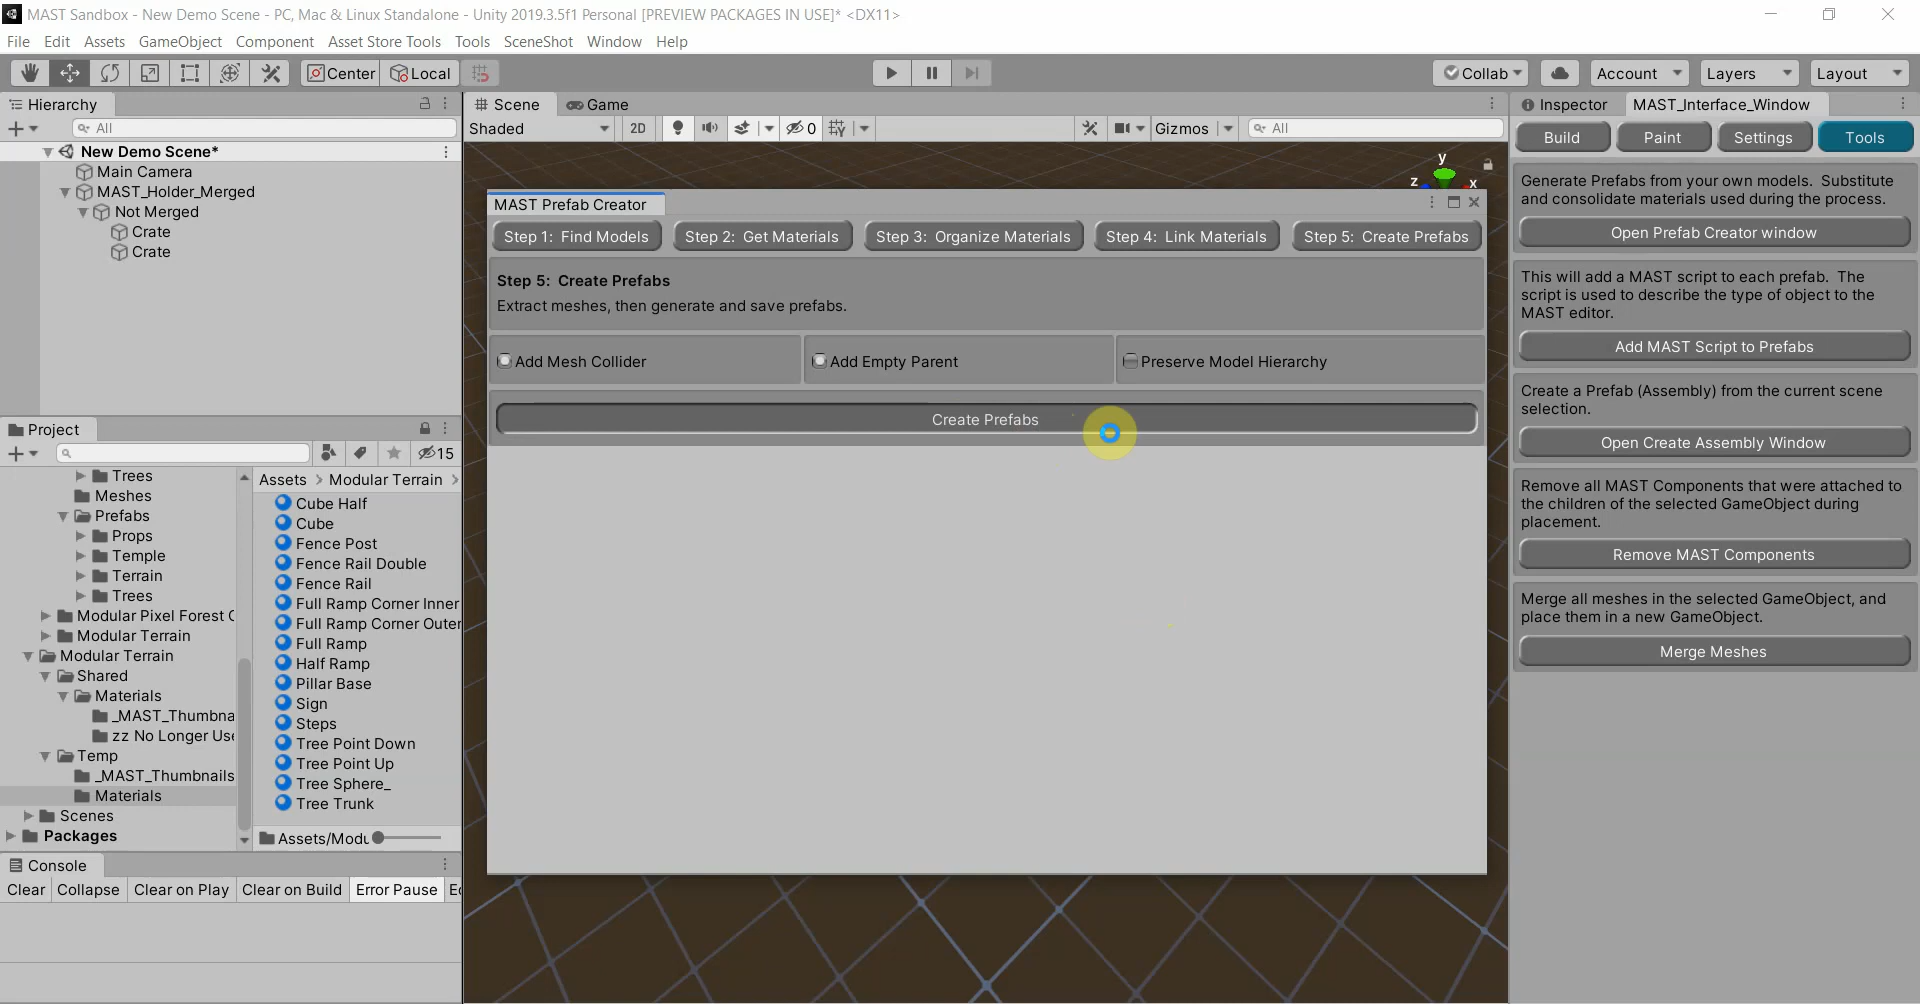 MAST Sandbox - New Demo Scene - PC, Mac & Linux Standalone - Unity 2019.3.5f1 Personal [PREVIEW PACKAGES IN USE]* <DX11>
File Edit Assets GameObject Component Asset Store Tools Tools SceneShot Window Help
Center Local Collab Account Layers Layout
Hierarchy
All
New Demo Scene*
Main Camera
MAST_Holder_Merged
Not Merged
Crate
Crate
Project
15
Trees
Meshes
Prefabs
Props
Temple
Terrain
Trees
Modular Pixel Forest
Modular Terrain
Modular Terrain
Shared
Materials
_MAST_Thumbna
zz No Longer Use
Temp
_MAST_Thumbnails
Materials
Scenes
Packages
Assets > Modular Terrain >
Cube Half
Cube
Fence Post
Fence Rail Double
Fence Rail
Full Ramp Corner Inner
Full Ramp Corner Outer
Full Ramp
Half Ramp
Pillar Base
Sign
Steps
Tree Point Down
Tree Point Up
Tree Sphere_
Tree Trunk
Assets/Modu
Console
Clear Collapse Clear on Play Clear on Build Error Pause
Scene Game
Shaded 2D 0 Gizmos All
y
z x
MAST Prefab Creator
Step 1: Find Models Step 2: Get Materials Step 3: Organize Materials Step 4: Link Materials Step 5: Create Prefabs
Step 5: Create Prefabs
Extract meshes, then generate and save prefabs.
Add Mesh Collider Add Empty Parent Preserve Model Hierarchy
Create Prefabs
Inspector MAST_Interface_Window
Build Paint Settings Tools
Generate Prefabs from your own models. Substitute
and consolidate materials used during the process.
Open Prefab Creator window
This will add a MAST script to each prefab. The
script is used to describe the type of object to the
MAST editor.
Add MAST Script to Prefabs
Create a Prefab (Assembly) from the current scene
selection.
Open Create Assembly Window
Remove all MAST Components that were attached to
the children of the selected GameObject during
placement.
Remove MAST Components
Merge all meshes in the selected GameObject, and
place them in a new GameObject.
Merge Meshes